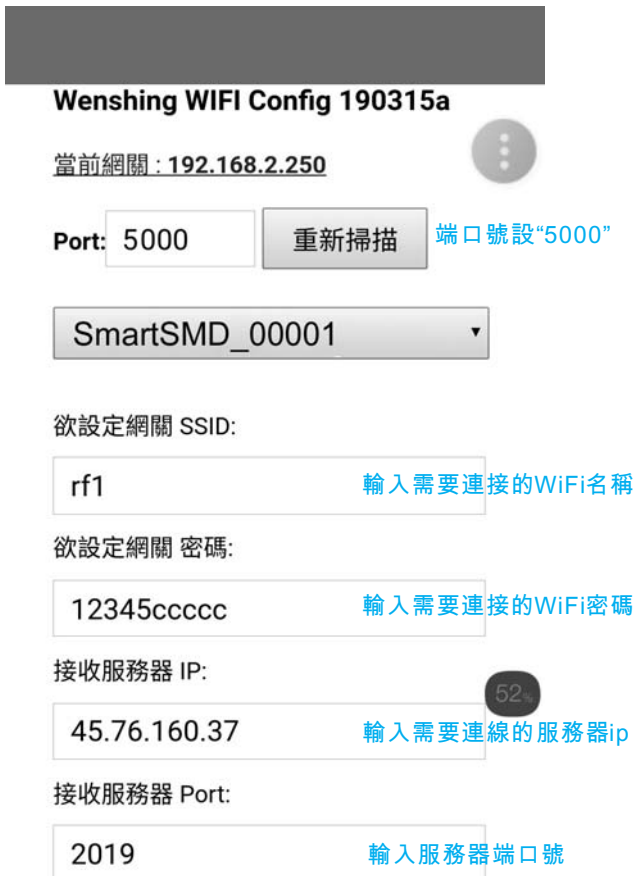 Wenshing WIFI Config 190315a
當前網關 : 192.168.2.250
Port: 5000 重新掃描 端口號設“5000”
SmartSMD_00001
欲設定網關 SSID:
rf1 輸入需要連接的WiFi名稱
欲設定網關 密碼:
12345ccccc 輸入需要連接的WiFi密碼
接收服務器 IP:
52%
45.76.160.37 輸入需要連線的服務器ip
接收服務器 Port:
2019 輸入服務器端口號